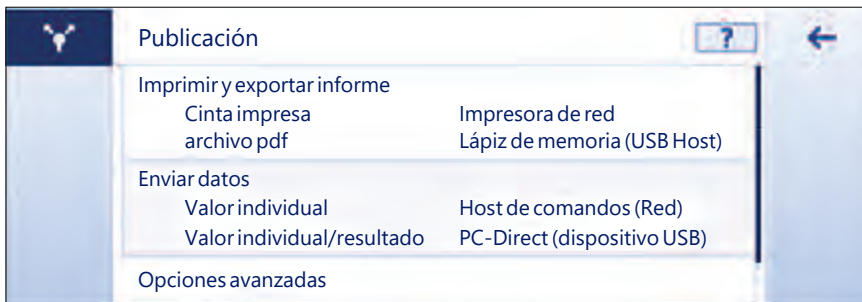 Publicación ?
Imprimir y exportar informe
Cinta impresa Impresora de red
archivo pdf Lápiz de memoria (USB Host)
Enviar datos
Valor individual Host de comandos (Red)
Valor individual/resultado PC-Direct (dispositivo USB)
Opciones avanzadas